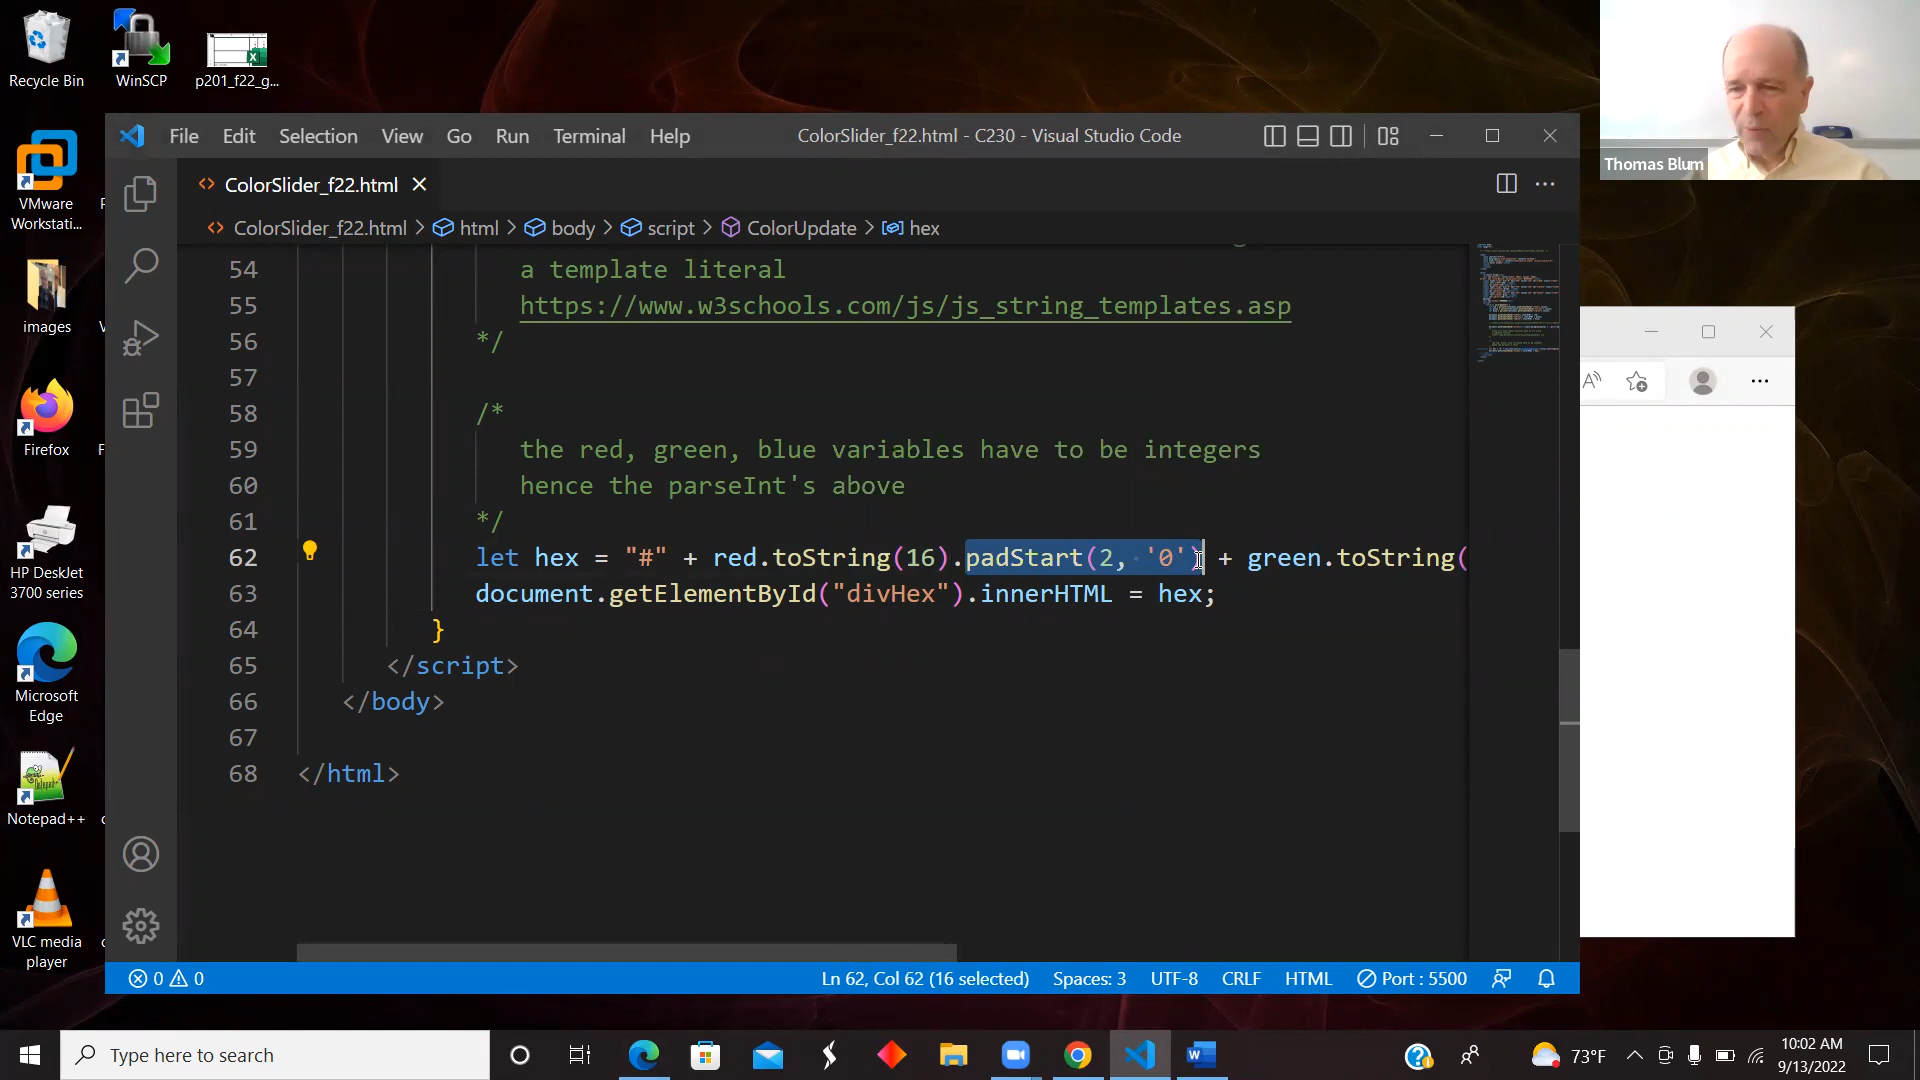 Recycle Bin
WinSCP
p201_f22_g...
VMware
Workstati...
images
Firefox
HP DeskJet
3700 series
Microsoft
Edge
Notepad++
VLC media
player
File Edit Selection View Go Run Terminal Help
ColorSlider_f22.html - C230 - Visual Studio Code
ColorSlider_f22.html
ColorSlider_f22.html > html > body > script > ColorUpdate > hex
54 a template literal
55 https://www.w3schools.com/js/js_string_templates.asp
56 */
57
58 /*
59 the red, green, blue variables have to be integers
60 hence the parseInt's above
61 */
62 let hex = "#" + red.toString(16).padStart(2, '0') + green.toString(
63 document.getElementById("divHex").innerHTML = hex;
64 }
65 </script>
66 </body>
67
68 </html>
0 0
Ln 62, Col 62 (16 selected) Spaces: 3 UTF-8 CRLF HTML Port : 5500
Thomas Blum
Type here to search
73°F
10:02 AM
9/13/2022